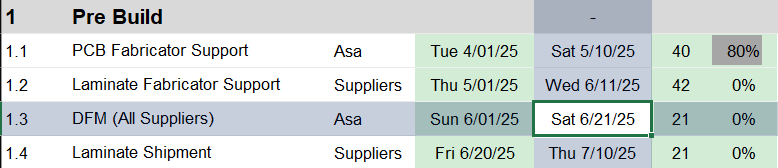 1 Pre Build -
1.1 PCB Fabricator Support Asa Tue 4/01/25 Sat 5/10/25 40 80%
1.2 Laminate Fabricator Support Suppliers Thu 5/01/25 Wed 6/11/25 42 0%
1.3 DFM (All Suppliers) Asa Sun 6/01/25 Sat 6/21/25 21 0%
1.4 Laminate Shipment Suppliers Fri 6/20/25 Thu 7/10/25 21 0%